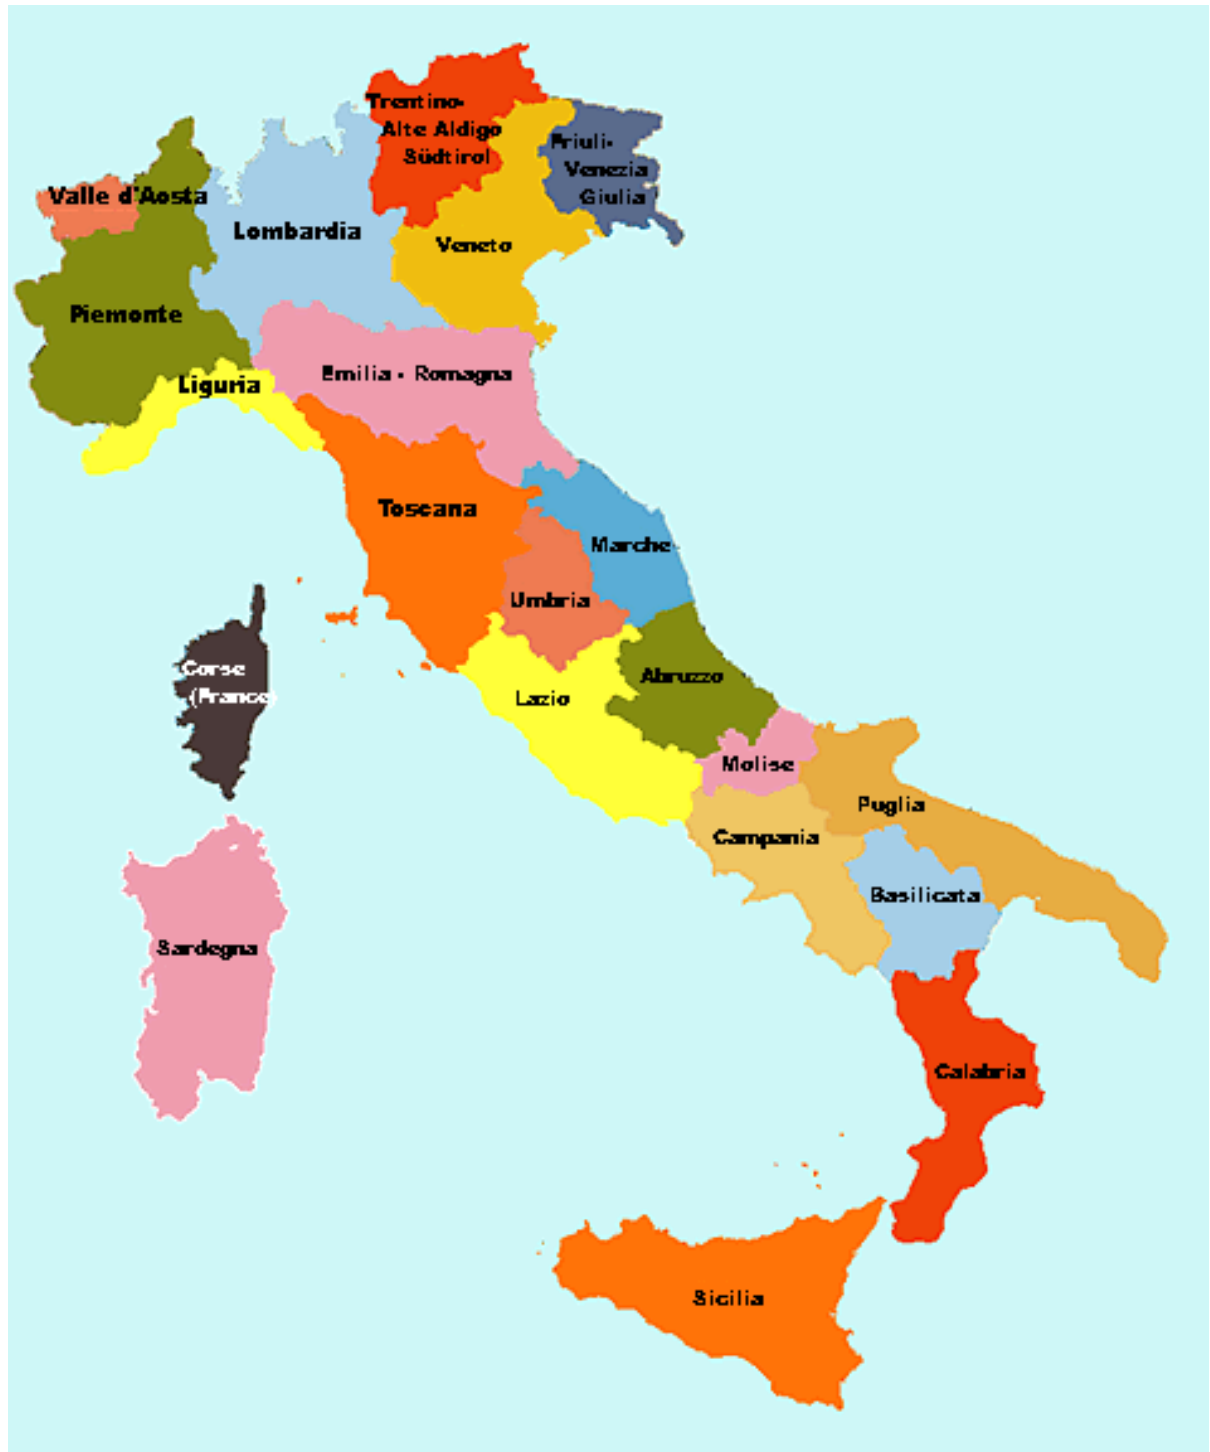 Trentino-
Alte Aldigo
Südtirol
Friuli-
Venezia
Giulia
Valle d'Aosta
Lombardia
Veneto
Piemonte
Emilia - Romagna
Liguria
Toscana
Marche
Umbria
Corse
(France)
Abruzzo
Lazio
Molise
Puglia
Campania
Basilicata
Sardegna
Calabria
Sicilia